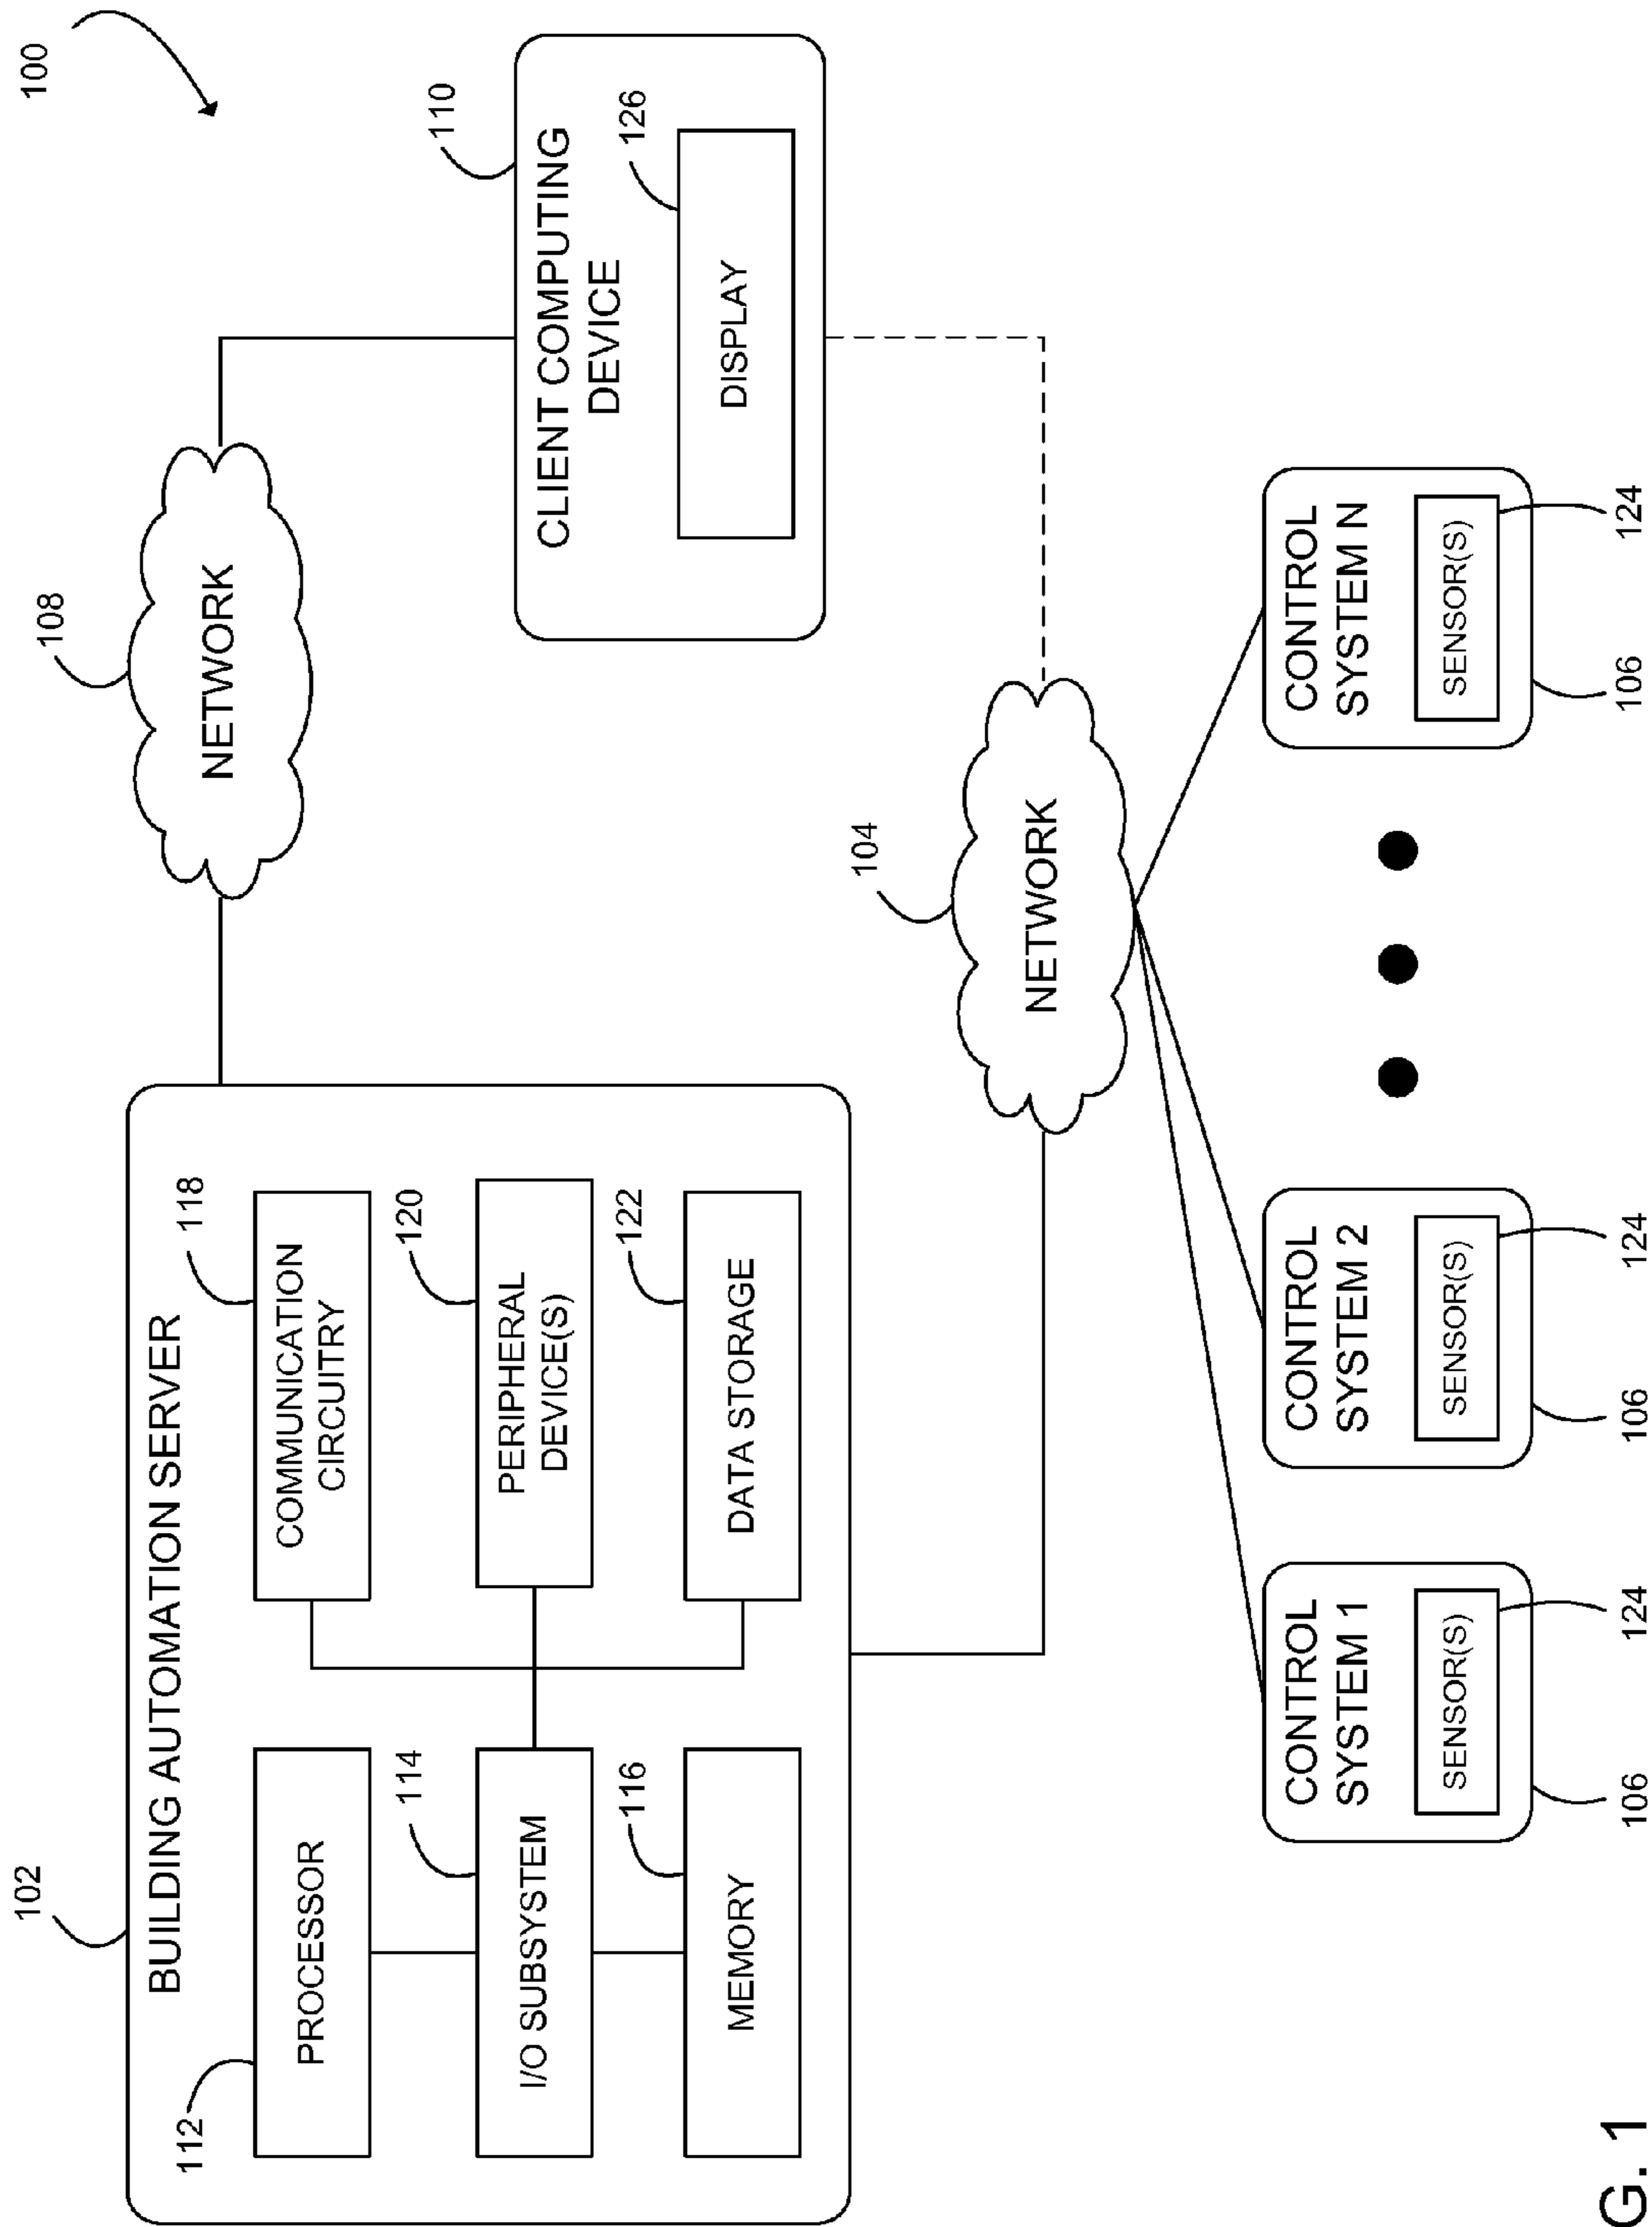 100
108
NETWORK
110
CLIENT COMPUTING
DEVICE
126
DISPLAY
102
BUILDING AUTOMATION SERVER
112
PROCESSOR
118
COMMUNICATION
CIRCUITRY
114
I/O SUBSYSTEM
120
PERIPHERAL
DEVICE(S)
116
MEMORY
122
DATA STORAGE
104
NETWORK
CONTROL
SYSTEM 1
SENSOR(S)
106
124
CONTROL
SYSTEM 2
SENSOR(S)
106
124
CONTROL
SYSTEM N
SENSOR(S)
106
124
G. 1